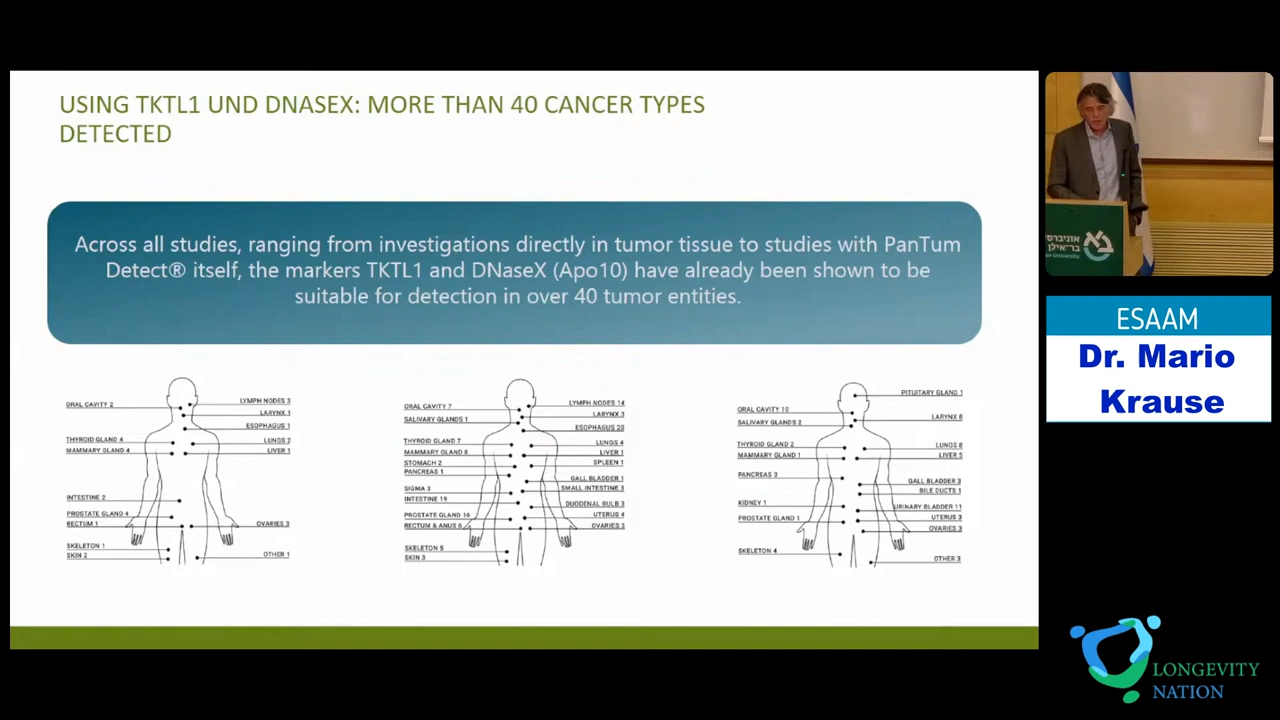 USING TKTL1 UND DNASEX: MORE THAN 40 CANCER TYPES
DETECTED
Across all studies, ranging from investigations directly in tumor tissue to studies with PanTum
Detect® itself, the markers TKTL1 and DNaseX (Apo10) have already been shown to be
suitable for detection in over 40 tumor entities.
ORAL CAVITY 2
THYROID GLAND 4
MAMMARY GLAND 4
INTESTINE 2
PROSTATE GLAND 4
RECTUM 1
SKELETON 1
SKIN 2
LYMPH NODES 3
LARYNX 1
ESOPHAGUS 1
LUNGS 2
LIVER 1
OVARIES 3
OTHER 1
ORAL CAVITY 7
SALIVARY GLANDS 1
THYROID GLAND 7
MAMMARY GLAND 8
STOMACH 2
PANCREAS 1
SIGMA 3
INTESTINE 19
PROSTATE GLAND 16
RECTUM & ANUS 6
SKELETON 5
SKIN 3
LYMPH NODES 14
LARYNX 3
ESOPHAGUS 20
LUNGS 4
LIVER 1
SPLEEN 1
GALL BLADDER 1
SMALL INTESTINE 3
DUODENAL BULB 3
UTERUS 4
OVARIES 3
ORAL CAVITY 10
SALIVARY GLANDS 2
THYROID GLAND 2
MAMMARY GLAND 1
PANCREAS 3
KIDNEY 1
PROSTATE GLAND 1
SKELETON 4
PITUITARY GLAND 1
LARYNX 8
LUNGS 8
LIVER 5
GALL BLADDER 3
BILE DUCTS 1
URINARY BLADDER 11
UTERUS 3
OVARIES 3
OTHER 3
אוניברסי
בר־אילן
University
ESAAM
Dr. Mario
Krause
LONGEVITY
NATION